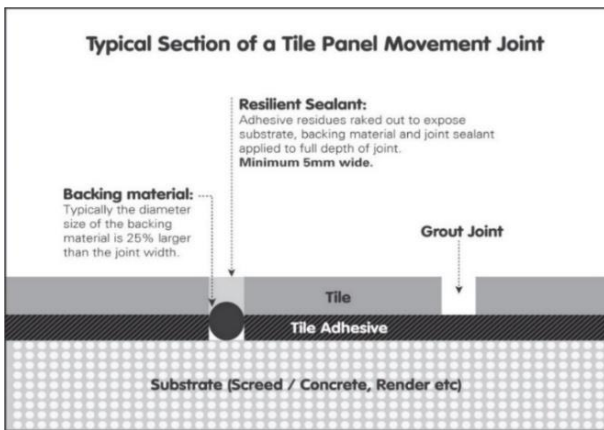 Typical Section of a Tile Panel Movement Joint
Resilient Sealant:
Adhesive residues raked out to expose
substrate, backing material and joint sealant
applied to full depth of joint.
Minimum 5mm wide.
Backing material:
Typically the diameter
size of the backing
material is 25% larger
than the joint width.
Grout Joint
Tile
Tile Adhesive
Substrate (Screed / Concrete, Render etc)